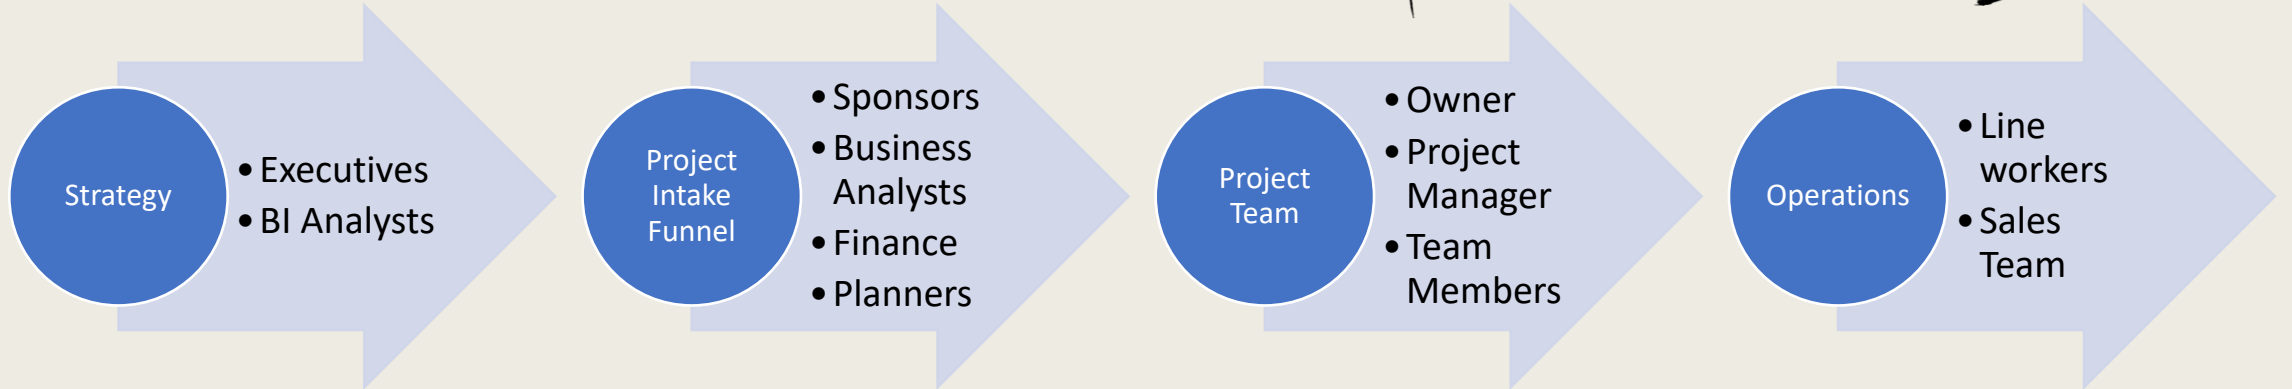 Strategy
• Executives
• BI Analysts
Project
Intake
Funnel
• Sponsors
• Business
Analysts
• Finance
• Planners
Project
Team
• Owner
• Project
Manager
• Team
Members
Operations
• Line
workers
• Sales
Team